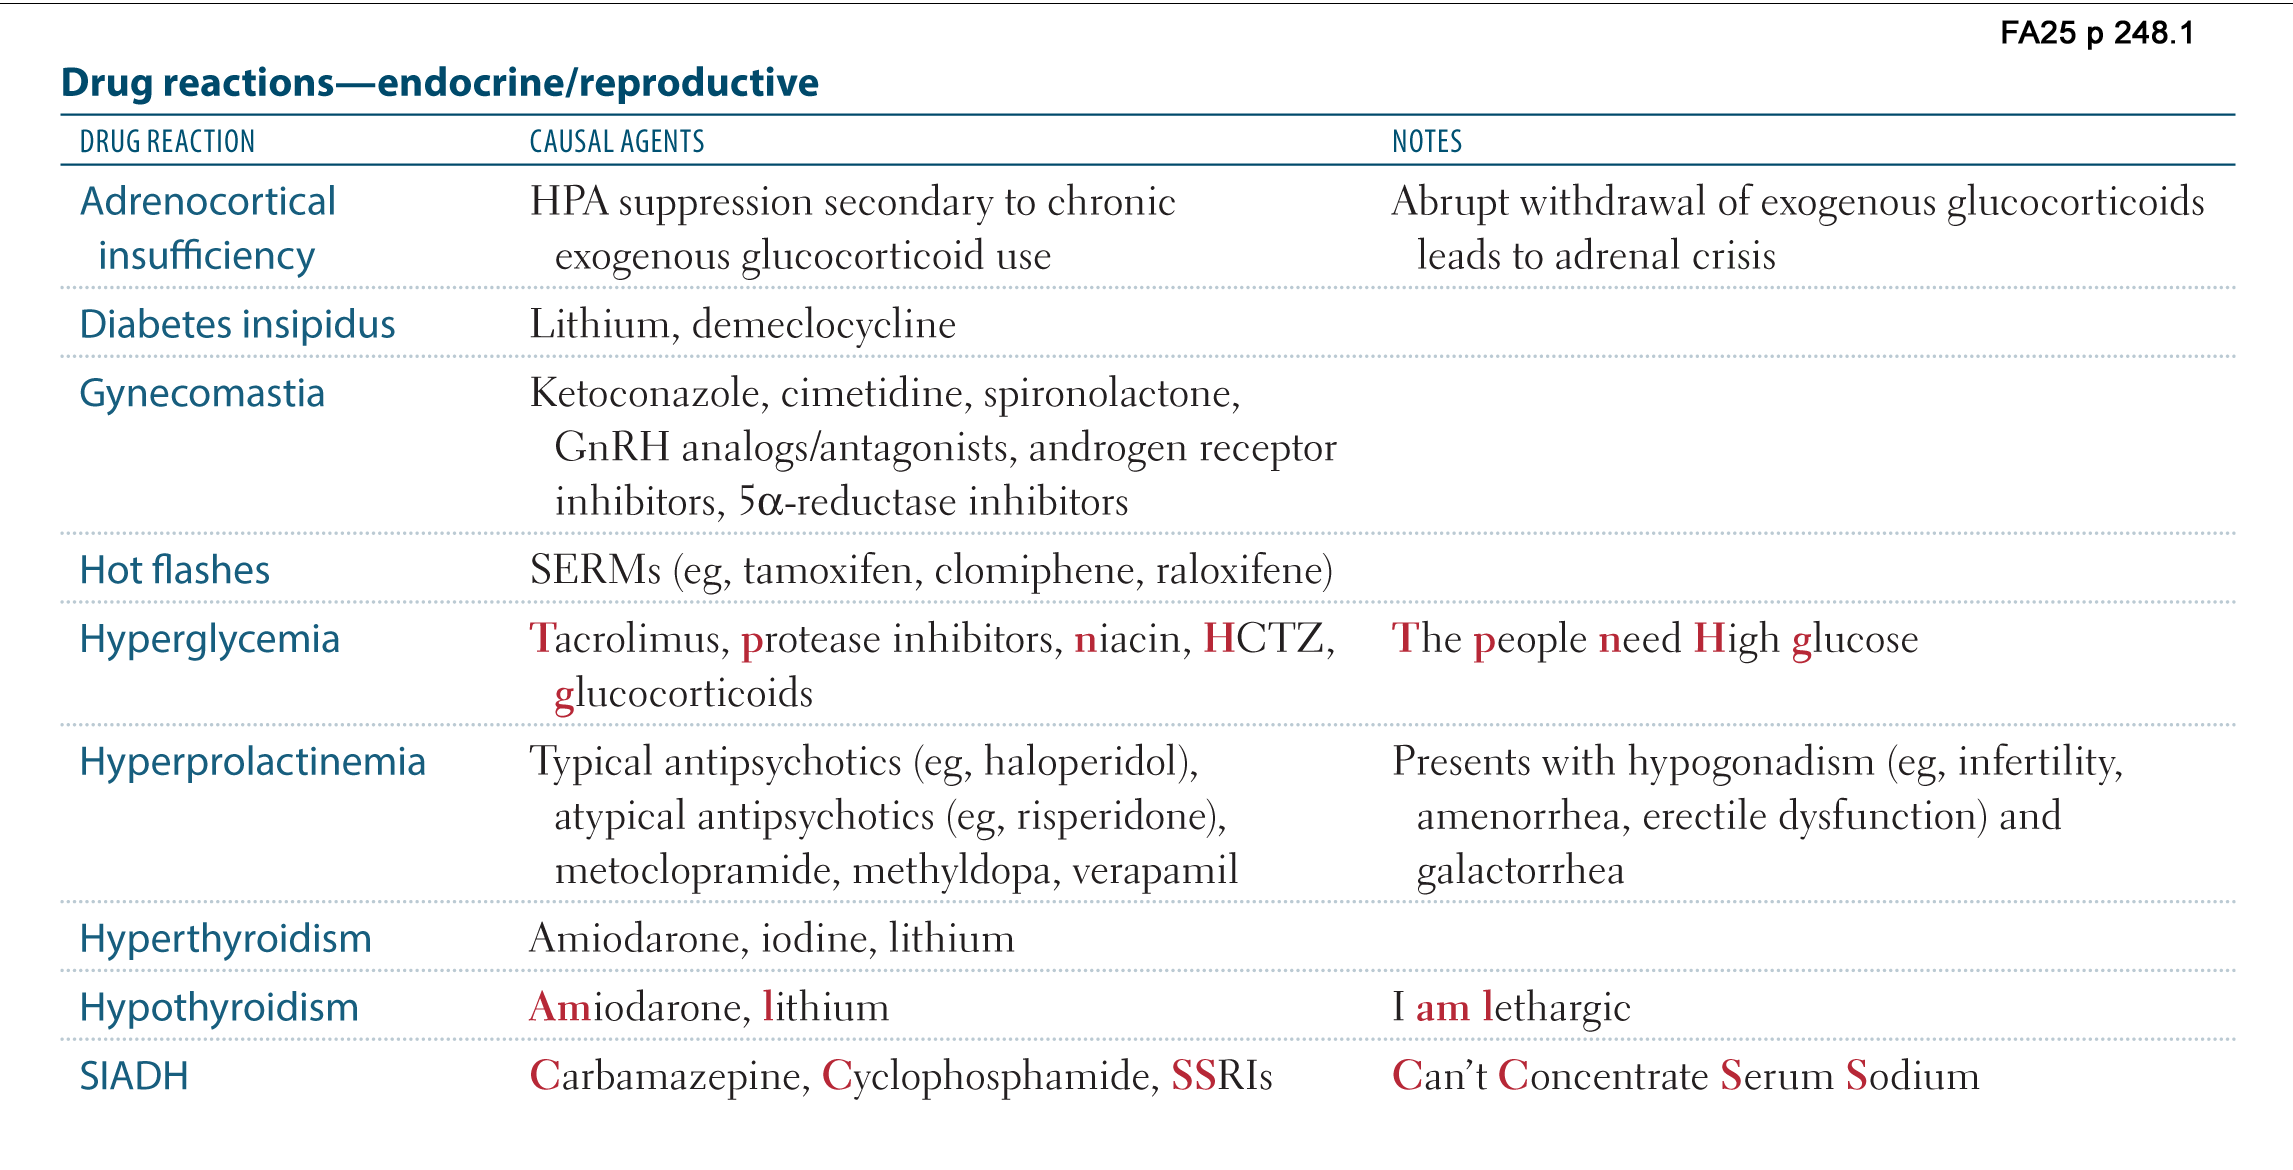 FA25 p 248.1
Drug reactions—endocrine/reproductive
DRUG REACTION CAUSAL AGENTS NOTES
Adrenocortical HPA suppression secondary to chronic Abrupt withdrawal of exogenous glucocorticoids
insufficiency exogenous glucocorticoid use leads to adrenal crisis
Diabetes insipidus Lithium, demeclocycline
Gynecomastia Ketoconazole, cimetidine, spironolactone,
GnRH analogs/antagonists, androgen receptor
inhibitors, 5α-reductase inhibitors
Hot flashes SERMs (eg, tamoxifen, clomiphene, raloxifene)
Hyperglycemia Tacrolimus, protease inhibitors, niacin, HCTZ, The people need High glucose
glucocorticoids
Hyperprolactinemia Typical antipsychotics (eg, haloperidol), Presents with hypogonadism (eg, infertility,
atypical antipsychotics (eg, risperidone), amenorrhea, erectile dysfunction) and
metoclopramide, methyldopa, verapamil galactorrhea
Hyperthyroidism Amiodarone, iodine, lithium
Hypothyroidism Amiodarone, lithium I am lethargic
SIADH Carbamazepine, Cyclophosphamide, SSRIs Can’t Concentrate Serum Sodium